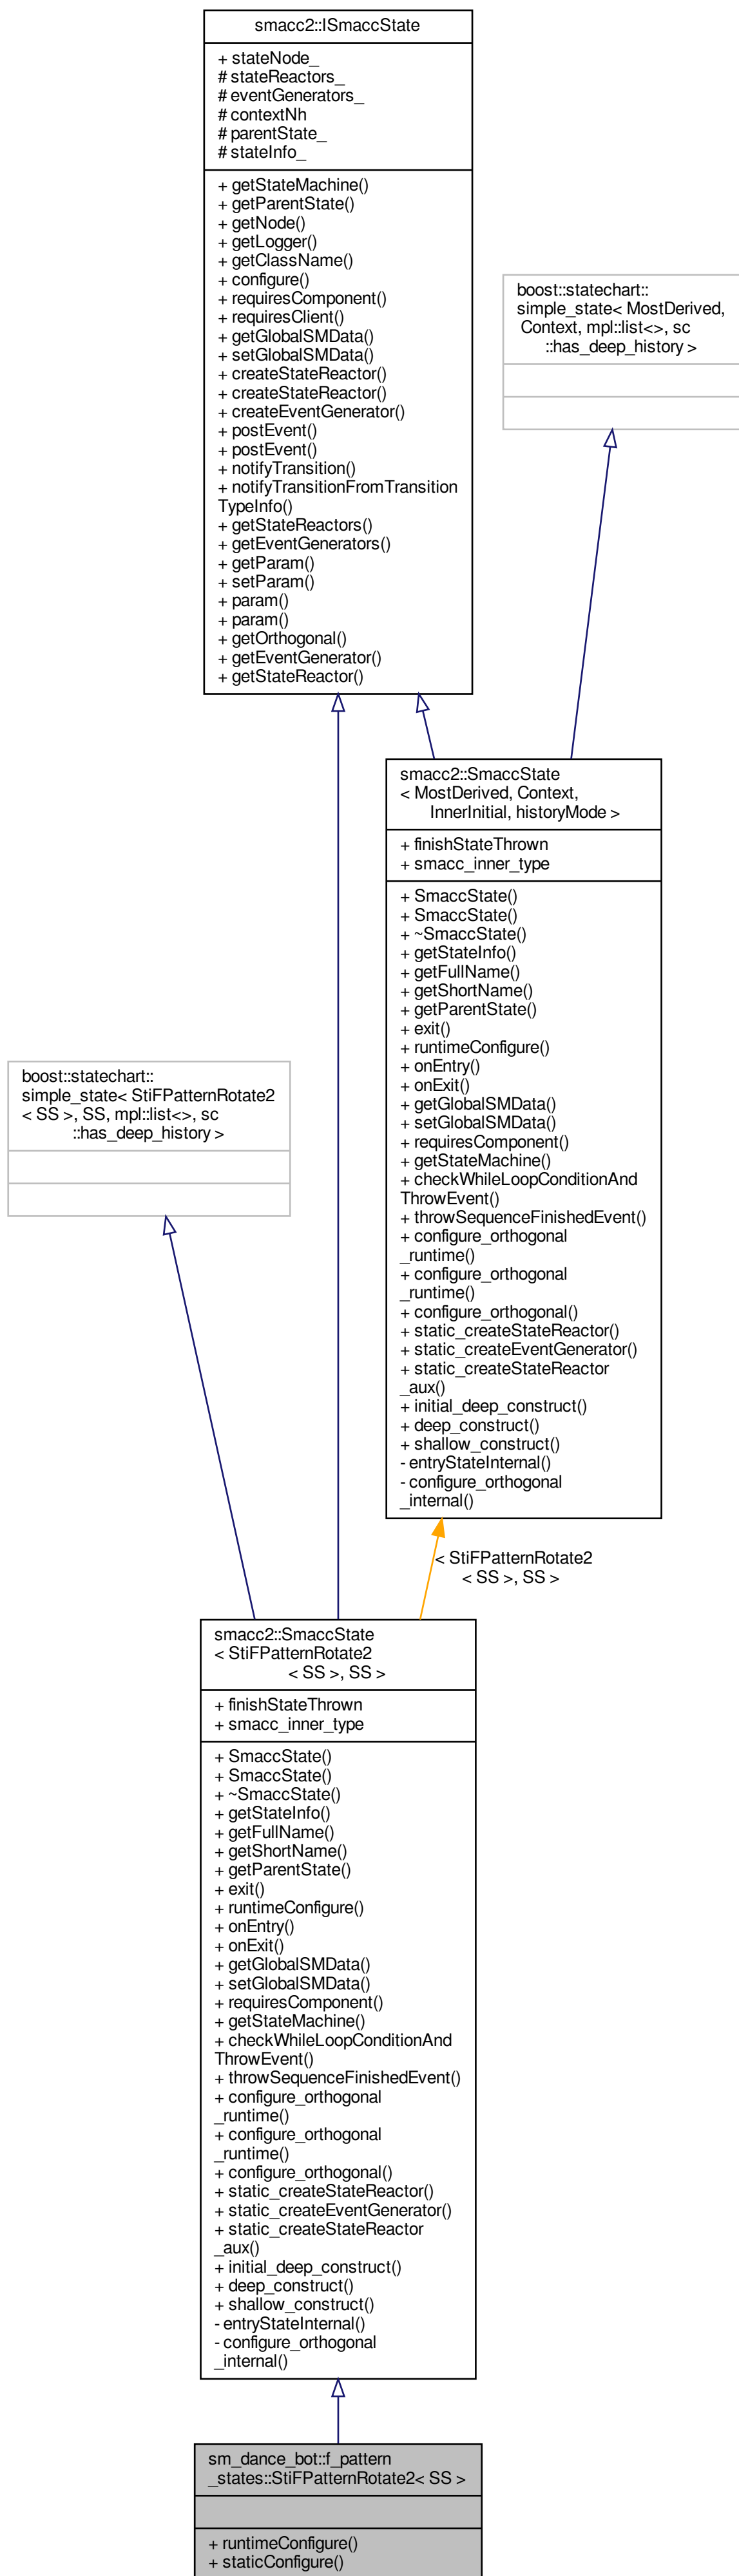 smacc2::ISmaccState
+ stateNode_
# stateReactors_
# eventGenerators_
# contextNh
# parentState_
# stateInfo_
+ getStateMachine()
+ getParentState()
+ getNode()
+ getLogger()
+ getClassName()
+ configure()
+ requiresComponent()
+ requiresClient()
+ getGlobalSMData()
+ setGlobalSMData()
+ createStateReactor()
+ createStateReactor()
+ createEventGenerator()
+ postEvent()
+ postEvent()
+ notifyTransition()
+ notifyTransitionFromTransition
TypeInfo()
+ getStateReactors()
+ getEventGenerators()
+ getParam()
+ setParam()
+ param()
+ param()
+ getOrthogonal()
+ getEventGenerator()
+ getStateReactor()
boost::statechart::
simple_state< MostDerived,
Context, mpl::list<>, sc
::has_deep_history >
smacc2::SmaccState
< MostDerived, Context,
InnerInitial, historyMode >
+ finishStateThrown
+ smacc_inner_type
+ SmaccState()
+ SmaccState()
+ ~SmaccState()
+ getStateInfo()
+ getFullName()
+ getShortName()
+ getParentState()
+ exit()
+ runtimeConfigure()
+ onEntry()
+ onExit()
+ getGlobalSMData()
+ setGlobalSMData()
+ requiresComponent()
+ getStateMachine()
+ checkWhileLoopConditionAnd
ThrowEvent()
+ throwSequenceFinishedEvent()
+ configure_orthogonal
_runtime()
+ configure_orthogonal
_runtime()
+ configure_orthogonal()
+ static_createStateReactor()
+ static_createEventGenerator()
+ static_createStateReactor
_aux()
+ initial_deep_construct()
+ deep_construct()
+ shallow_construct()
- entryStateInternal()
- configure_orthogonal
_internal()
boost::statechart::
simple_state< StiFPatternRotate2
< SS >, SS, mpl::list<>, sc
::has_deep_history >
< StiFPatternRotate2
< SS >, SS >
smacc2::SmaccState
< StiFPatternRotate2
< SS >, SS >
+ finishStateThrown
+ smacc_inner_type
+ SmaccState()
+ SmaccState()
+ ~SmaccState()
+ getStateInfo()
+ getFullName()
+ getShortName()
+ getParentState()
+ exit()
+ runtimeConfigure()
+ onEntry()
+ onExit()
+ getGlobalSMData()
+ setGlobalSMData()
+ requiresComponent()
+ getStateMachine()
+ checkWhileLoopConditionAnd
ThrowEvent()
+ throwSequenceFinishedEvent()
+ configure_orthogonal
_runtime()
+ configure_orthogonal
_runtime()
+ configure_orthogonal()
+ static_createStateReactor()
+ static_createEventGenerator()
+ static_createStateReactor
_aux()
+ initial_deep_construct()
+ deep_construct()
+ shallow_construct()
- entryStateInternal()
- configure_orthogonal
_internal()
sm_dance_bot::f_pattern
_states::StiFPatternRotate2< SS >
+ runtimeConfigure()
+ staticConfigure()